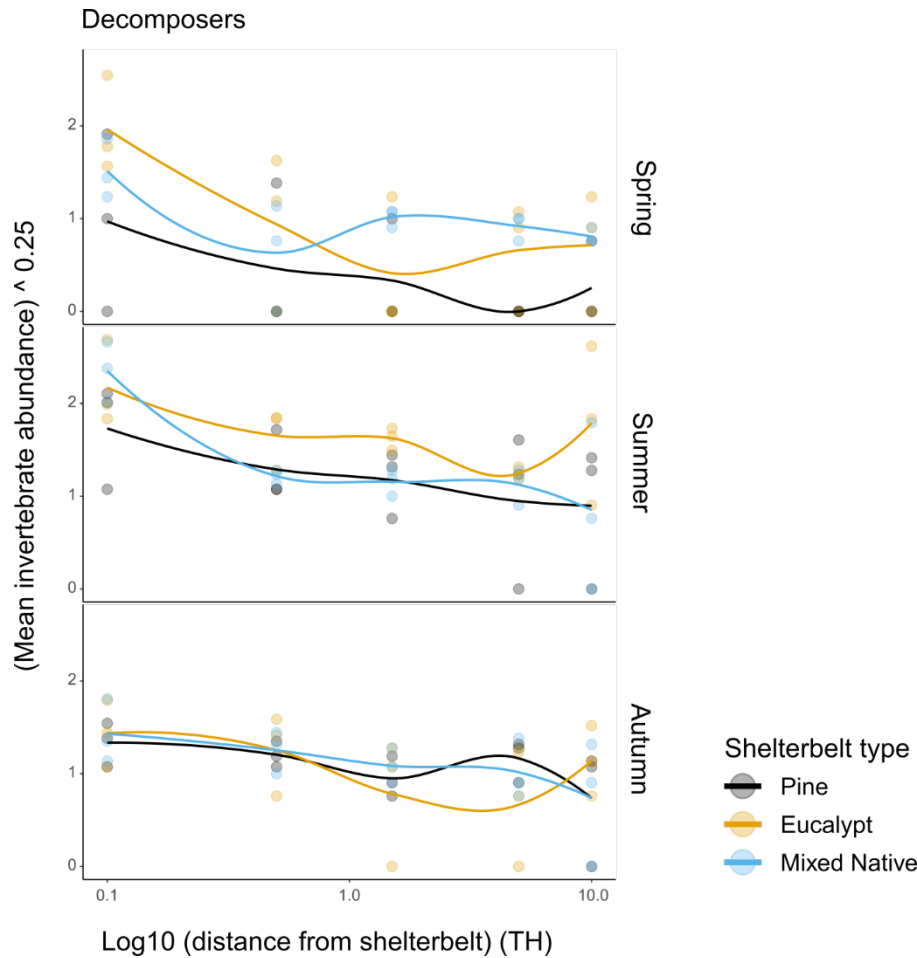 Decomposers
(Mean invertebrate abundance) ^ 0.25
2
1
0
Spring
2
1
0
Summer
2
1
0
Autumn
0.1
1.0
10.0
Log10 (distance from shelterbelt) (TH)
Shelterbelt type
Pine
Eucalypt
Mixed Native